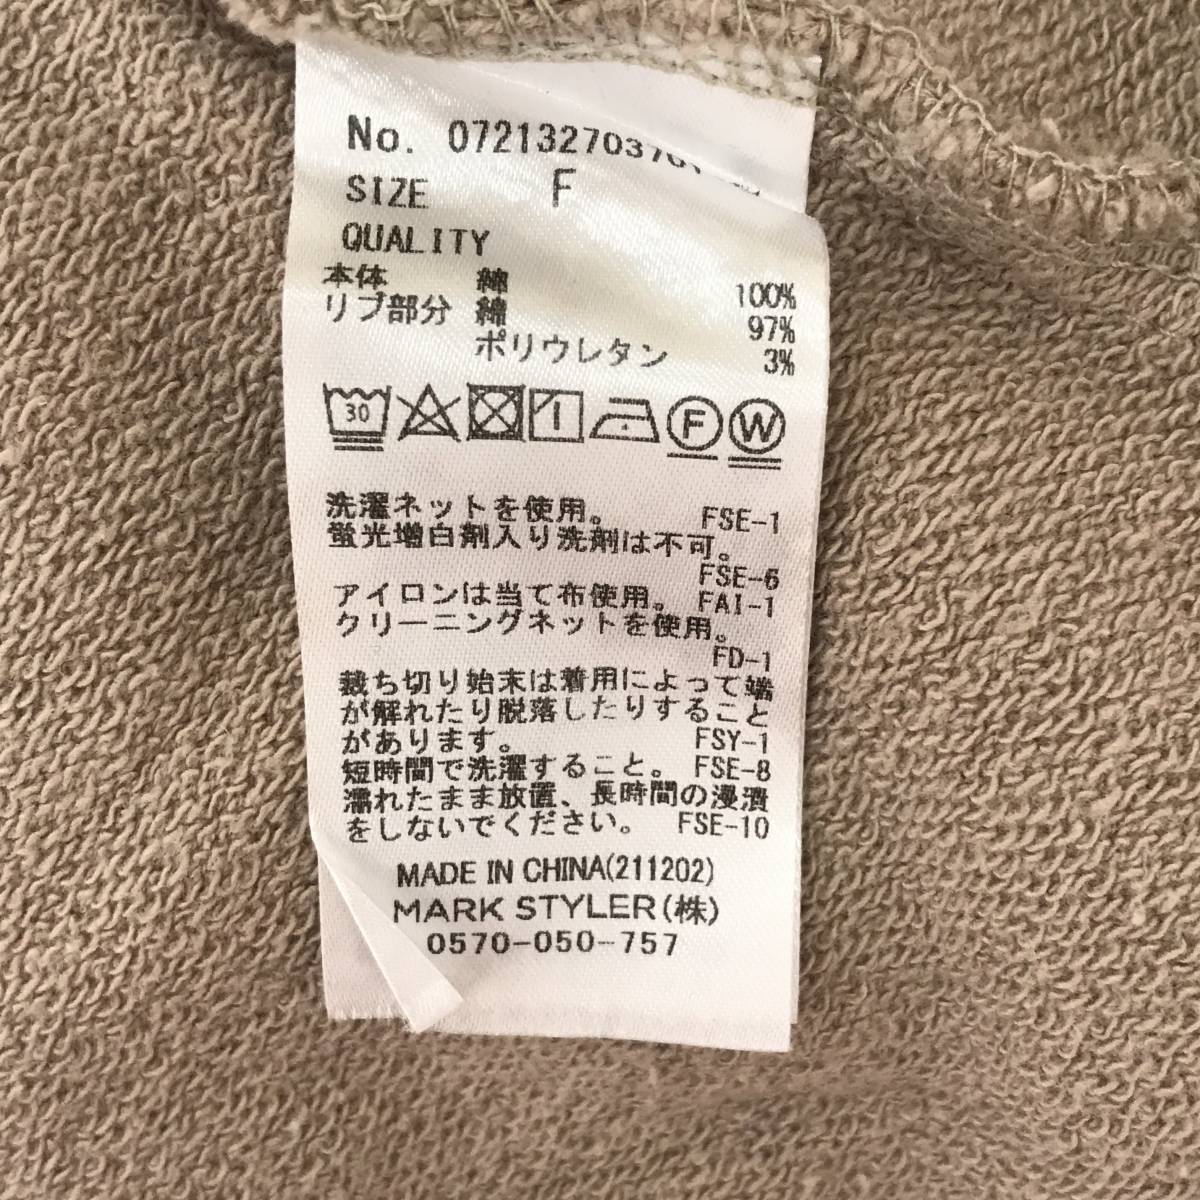 No. 0721327037
SIZE F
QUALITY
本体 綿 100%
リブ部分 綿 97%
ポリウレタン 3%
30 F W
洗濯ネットを使用。 FSE-1
蛍光増白剤入り洗剤は不可。
FSE-6
アイロンは当て布使用。 FAI-1
クリーニングネットを使用。
FD-1
裁ち切り始末は着用によって端
が解れたり脱落したりすること
があります。 FSY-1
短時間で洗濯すること。 FSE-8
濡れたまま放置、長時間の浸漬
をしないでください。 FSE-10
MADE IN CHINA(211202)
MARK STYLER(株)
0570-050-757